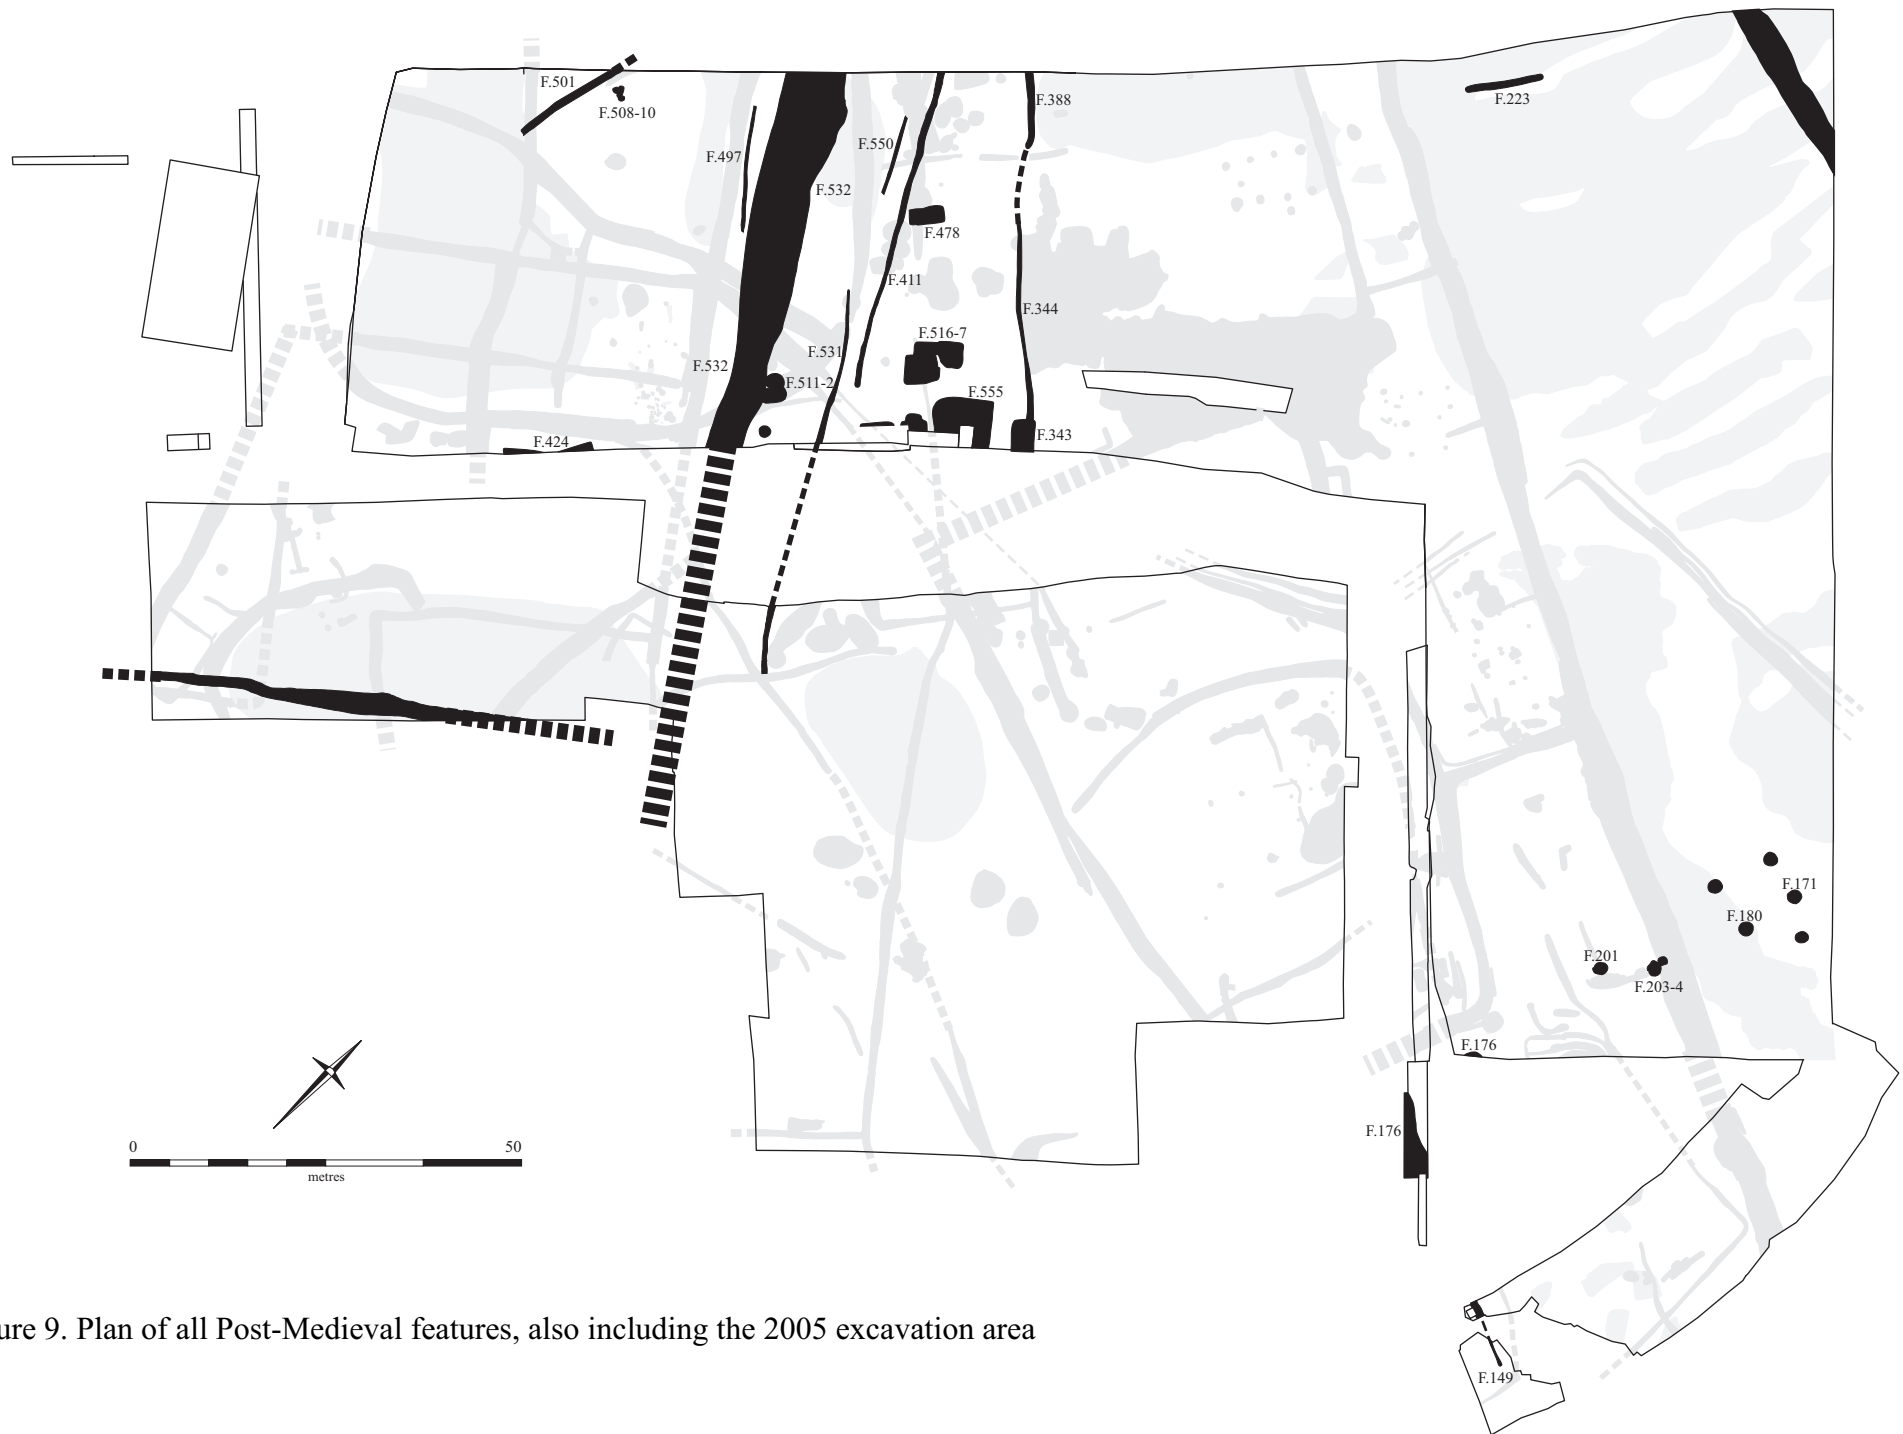 F.501
F.508-10
F.388
F.223
F.497
F.550
F.532
F.478
F.411
F.344
F.516-7
F.531
F.532
F.511-2
F.555
F.424
F.343
F.171
F.180
F.201
F.203-4
F.176
F.176
0 50
metres
ure 9. Plan of all Post-Medieval features, also including the 2005 excavation area
F.149